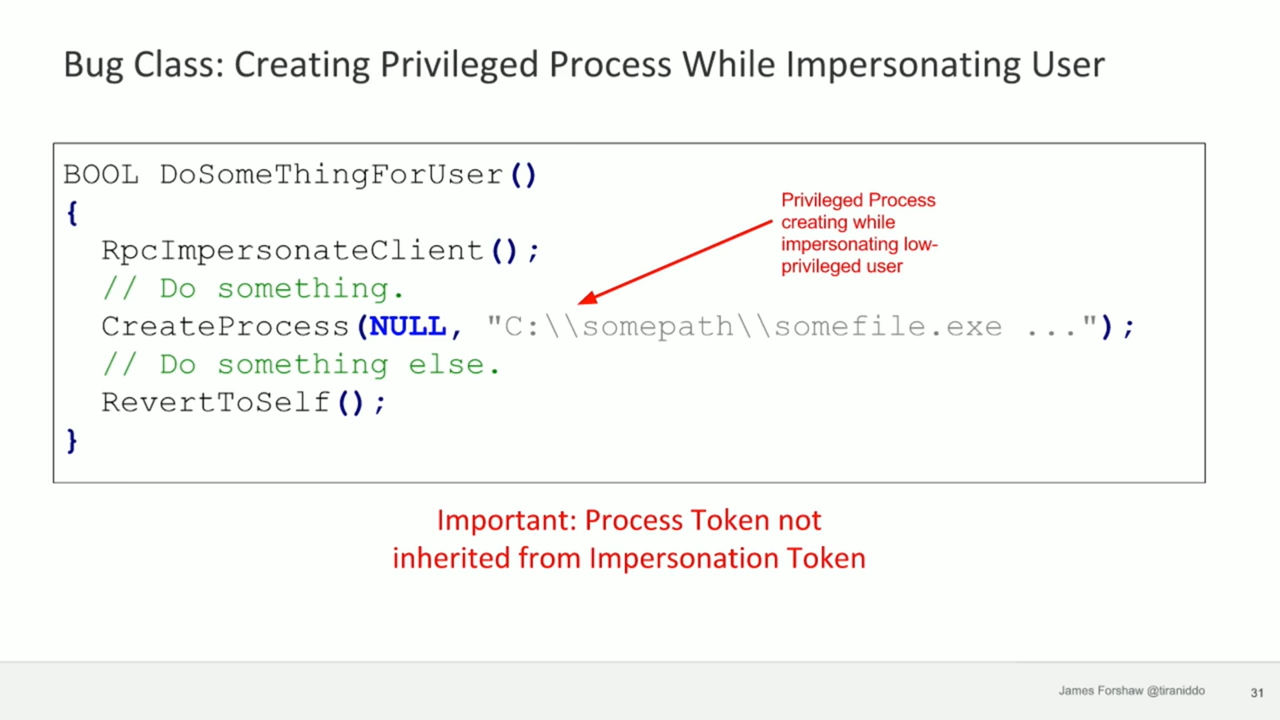 Bug Class: Creating Privileged Process While Impersonating User
BOOL DoSomeThingForUser()
{
RpcImpersonateClient();
// Do something.
CreateProcess(NULL, "C:\\somepath\\somefile.exe ...");
// Do something else.
RevertToSelf();
}
Privileged Process
creating while
impersonating low-
privileged user
Important: Process Token not
inherited from Impersonation Token
James Forshaw @tiraniddo
31